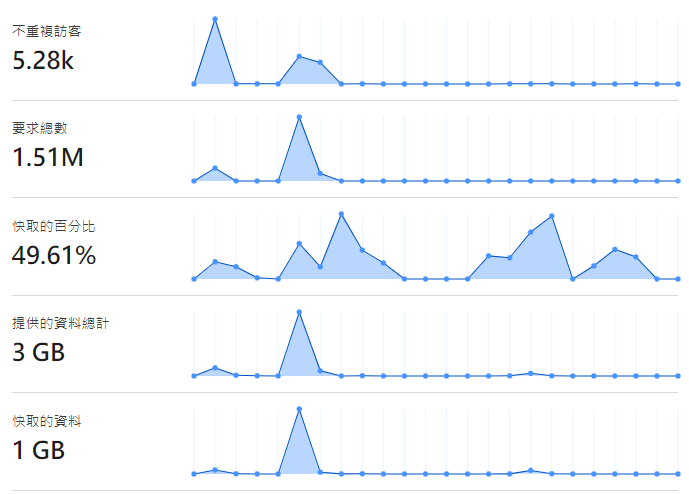 不重複訪客
5.28k
要求總數
1.51M
快取的百分比
49.61%
提供的資料總計
3 GB
快取的資料
1 GB